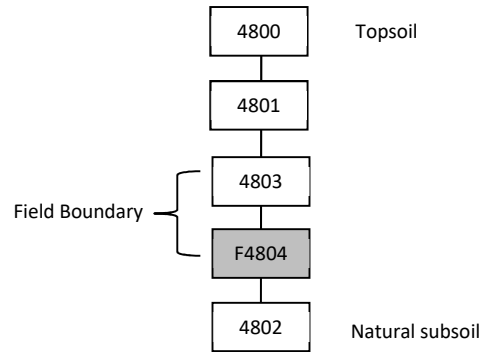 4800 Topsoil
4801
4803
Field Boundary
F4804
4802 Natural subsoil